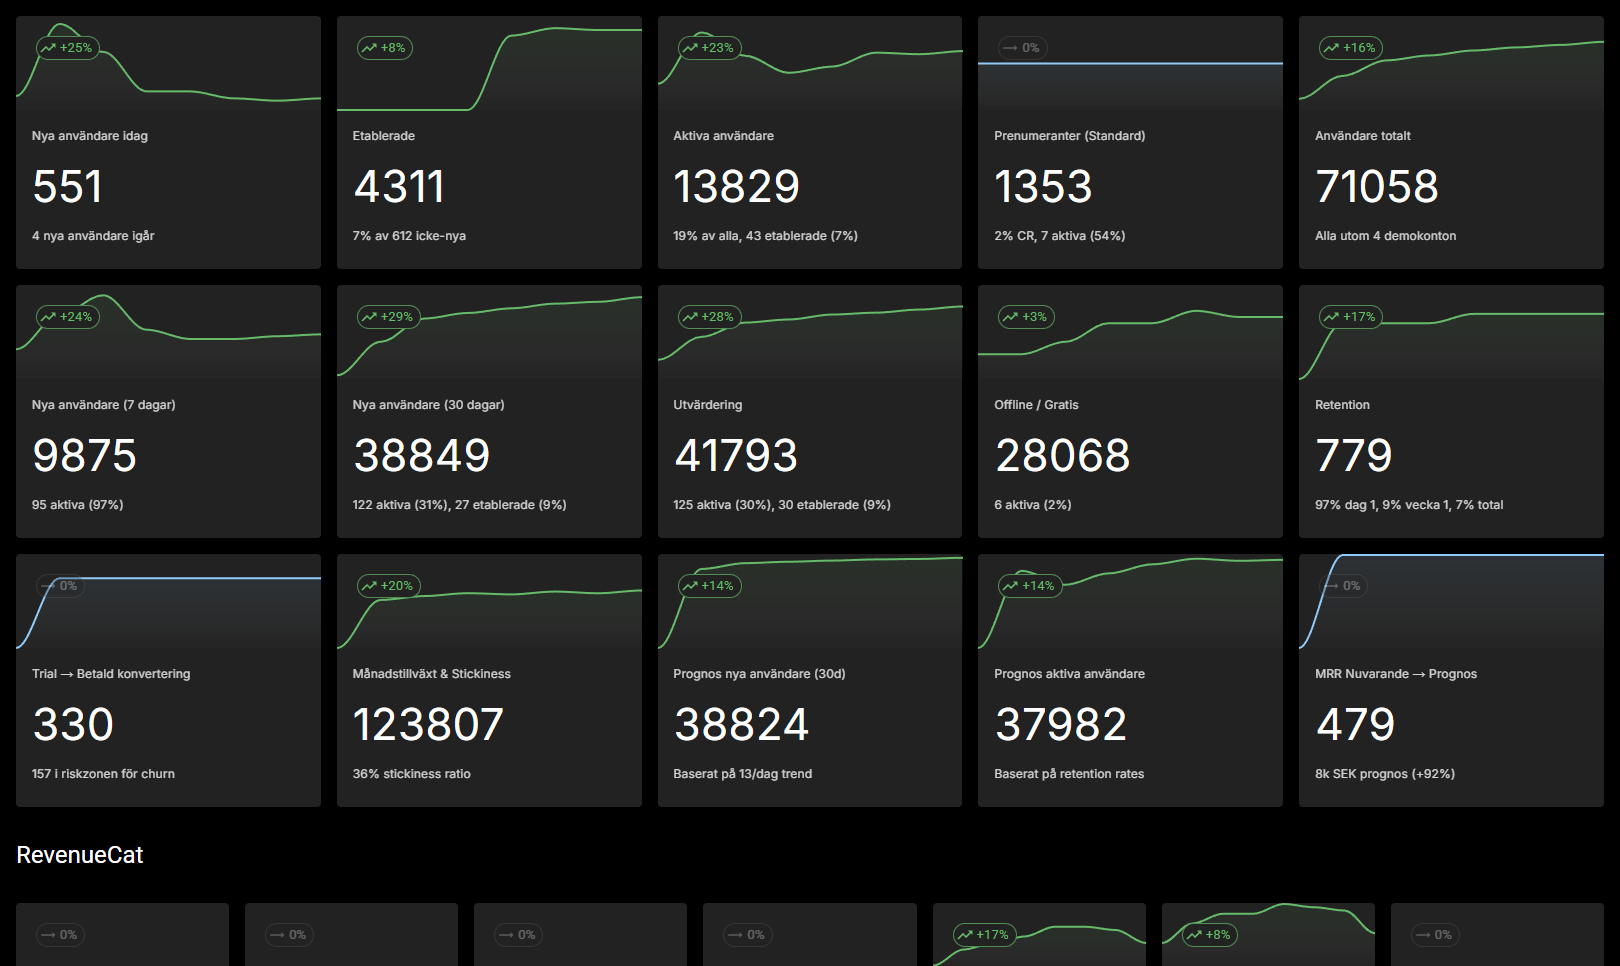 +25%
Nya användare idag
551
4 nya användare igår
+8%
Etablerade
4311
7% av 612 icke-nya
+23%
Aktiva användare
13829
19% av alla, 43 etablerade (7%)
0%
Prenumeranter (Standard)
1353
2% CR, 7 aktiva (54%)
+16%
Användare totalt
71058
Alla utom 4 demokonton
+24%
Nya användare (7 dagar)
9875
95 aktiva (97%)
+29%
Nya användare (30 dagar)
38849
122 aktiva (31%), 27 etablerade (9%)
+28%
Utvärdering
41793
125 aktiva (30%), 30 etablerade (9%)
+3%
Offline / Gratis
28068
6 aktiva (2%)
+17%
Retention
779
97% dag 1, 9% vecka 1, 7% total
0%
Trial → Betald konvertering
330
157 i riskzonen för churn
+20%
Månadstillväxt & Stickiness
123807
36% stickiness ratio
+14%
Prognos nya användare (30d)
38824
Baserat på 13/dag trend
+14%
Prognos aktiva användare
37982
Baserat på retention rates
0%
MRR Nuvarande → Prognos
479
8k SEK prognos (+92%)
RevenueCat
0%
0%
0%
0%
+17%
+8%
0%